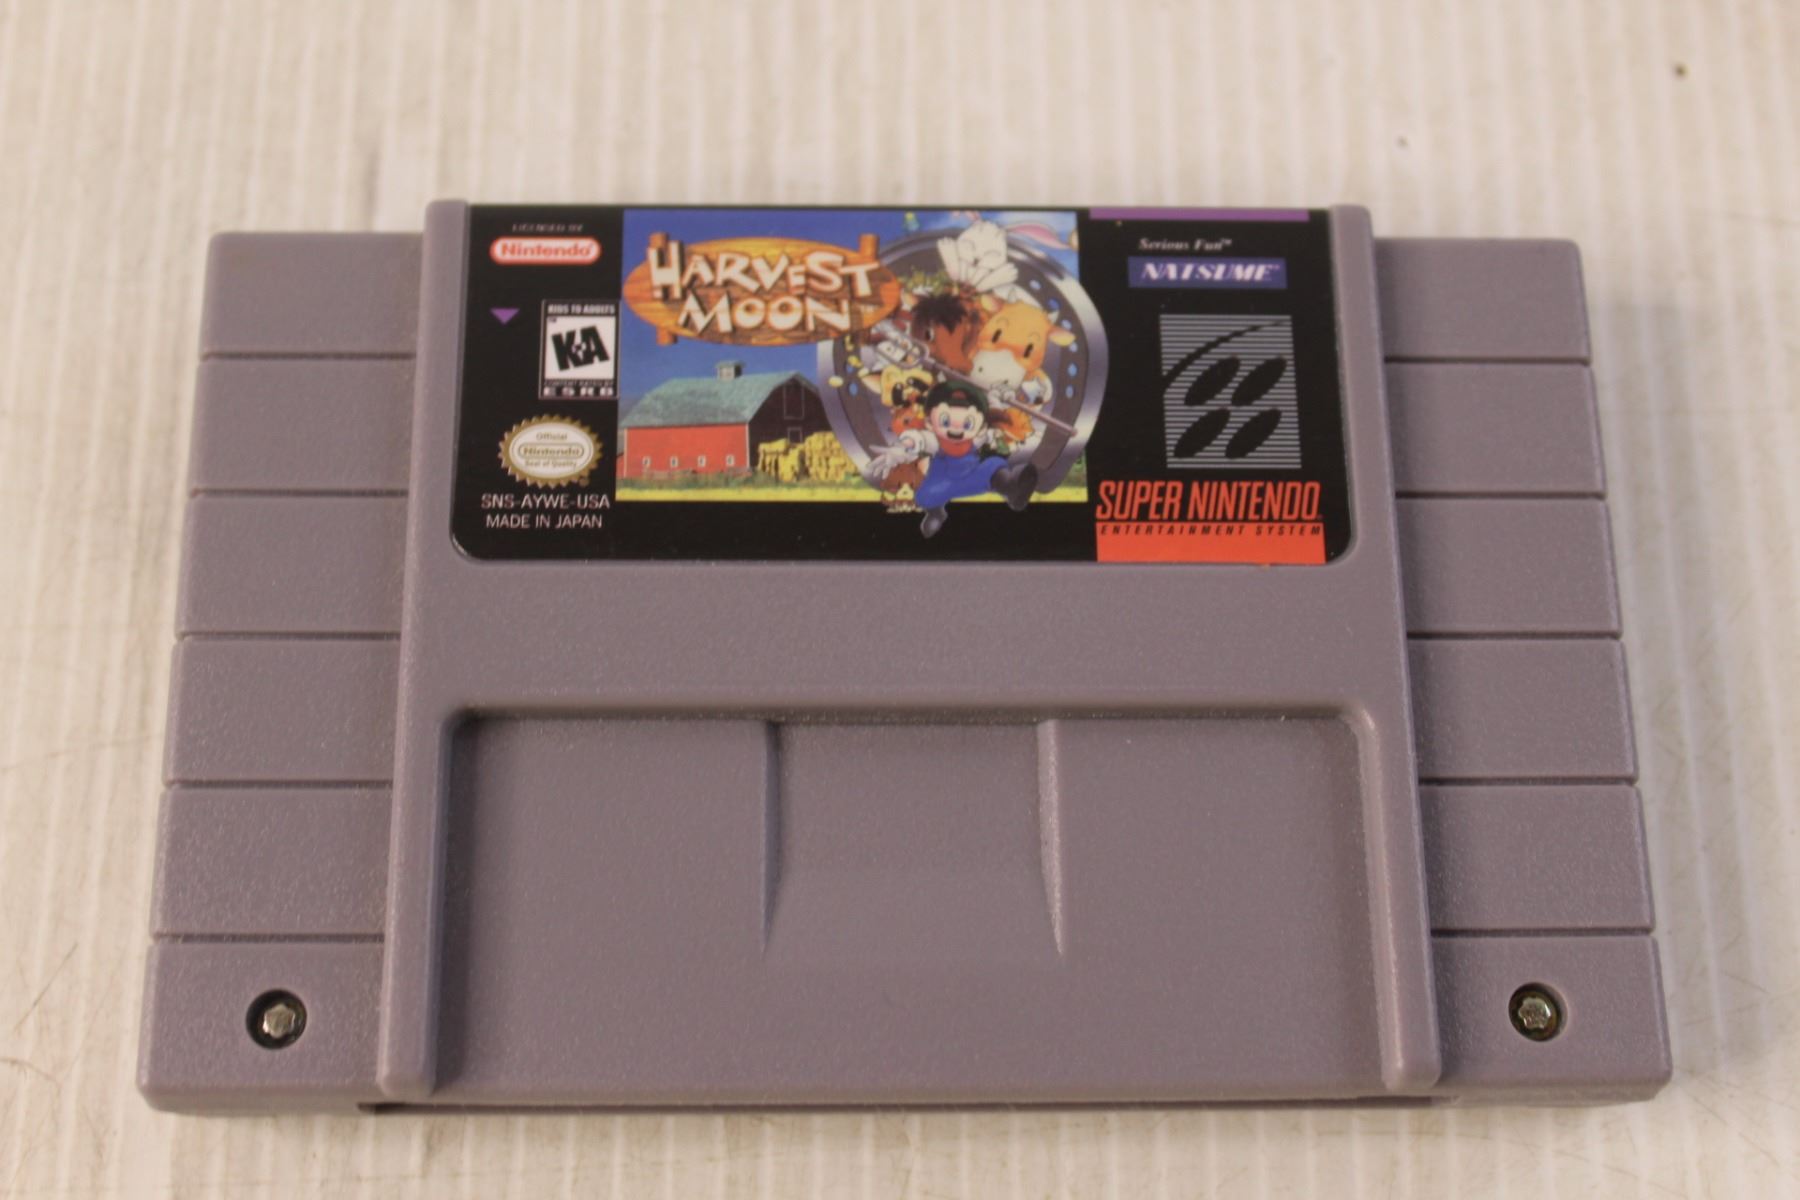 LICENSED BY
Nintendo®
KIDS TO ADULTS
K-A
CONTENT RATED BY
ESRB
Official
Nintendo
Seal of Quality
SNS-AYWE-USA
MADE IN JAPAN
HARVEST
MOON
Serious Fun™
NATSUME®
SUPER NINTENDO
ENTERTAINMENT SYSTEM